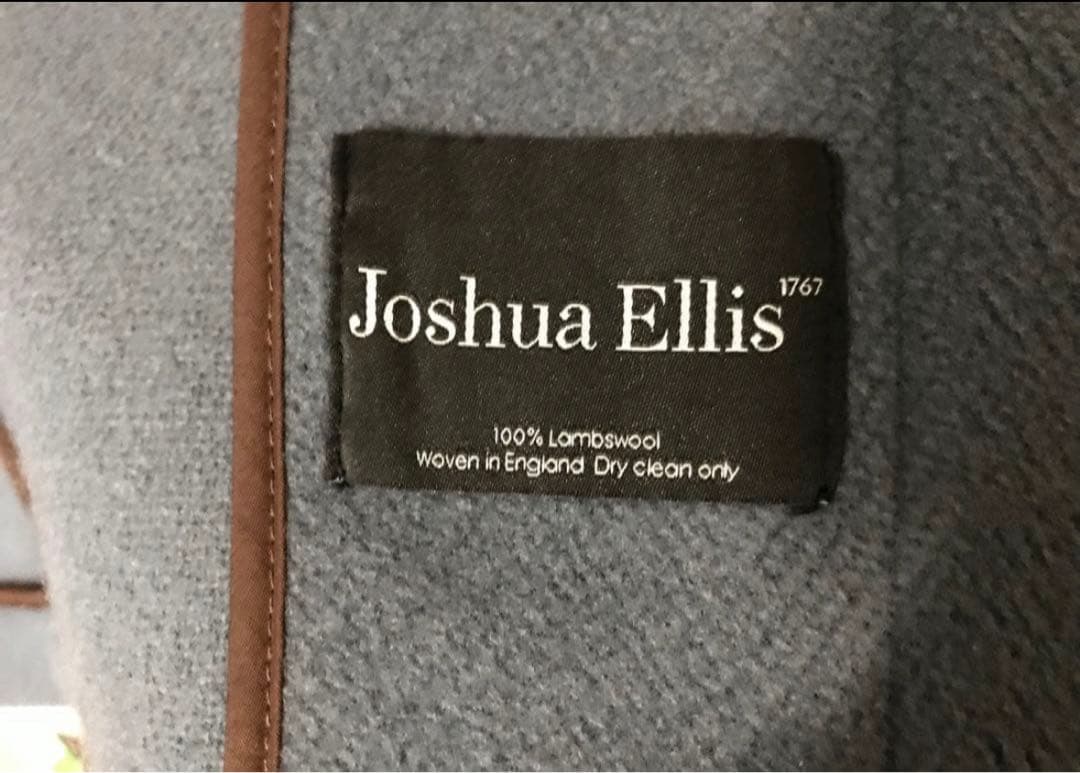 Joshua Ellis 1767
100% Lambswool
Woven in England Dry clean only